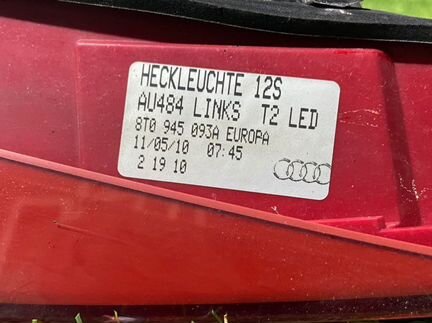 HECKLEUCHTE 12S
AU484 LINKS T2 LED
8T0 945 093A EUROPA
11/05/10 07:45
2 19 10